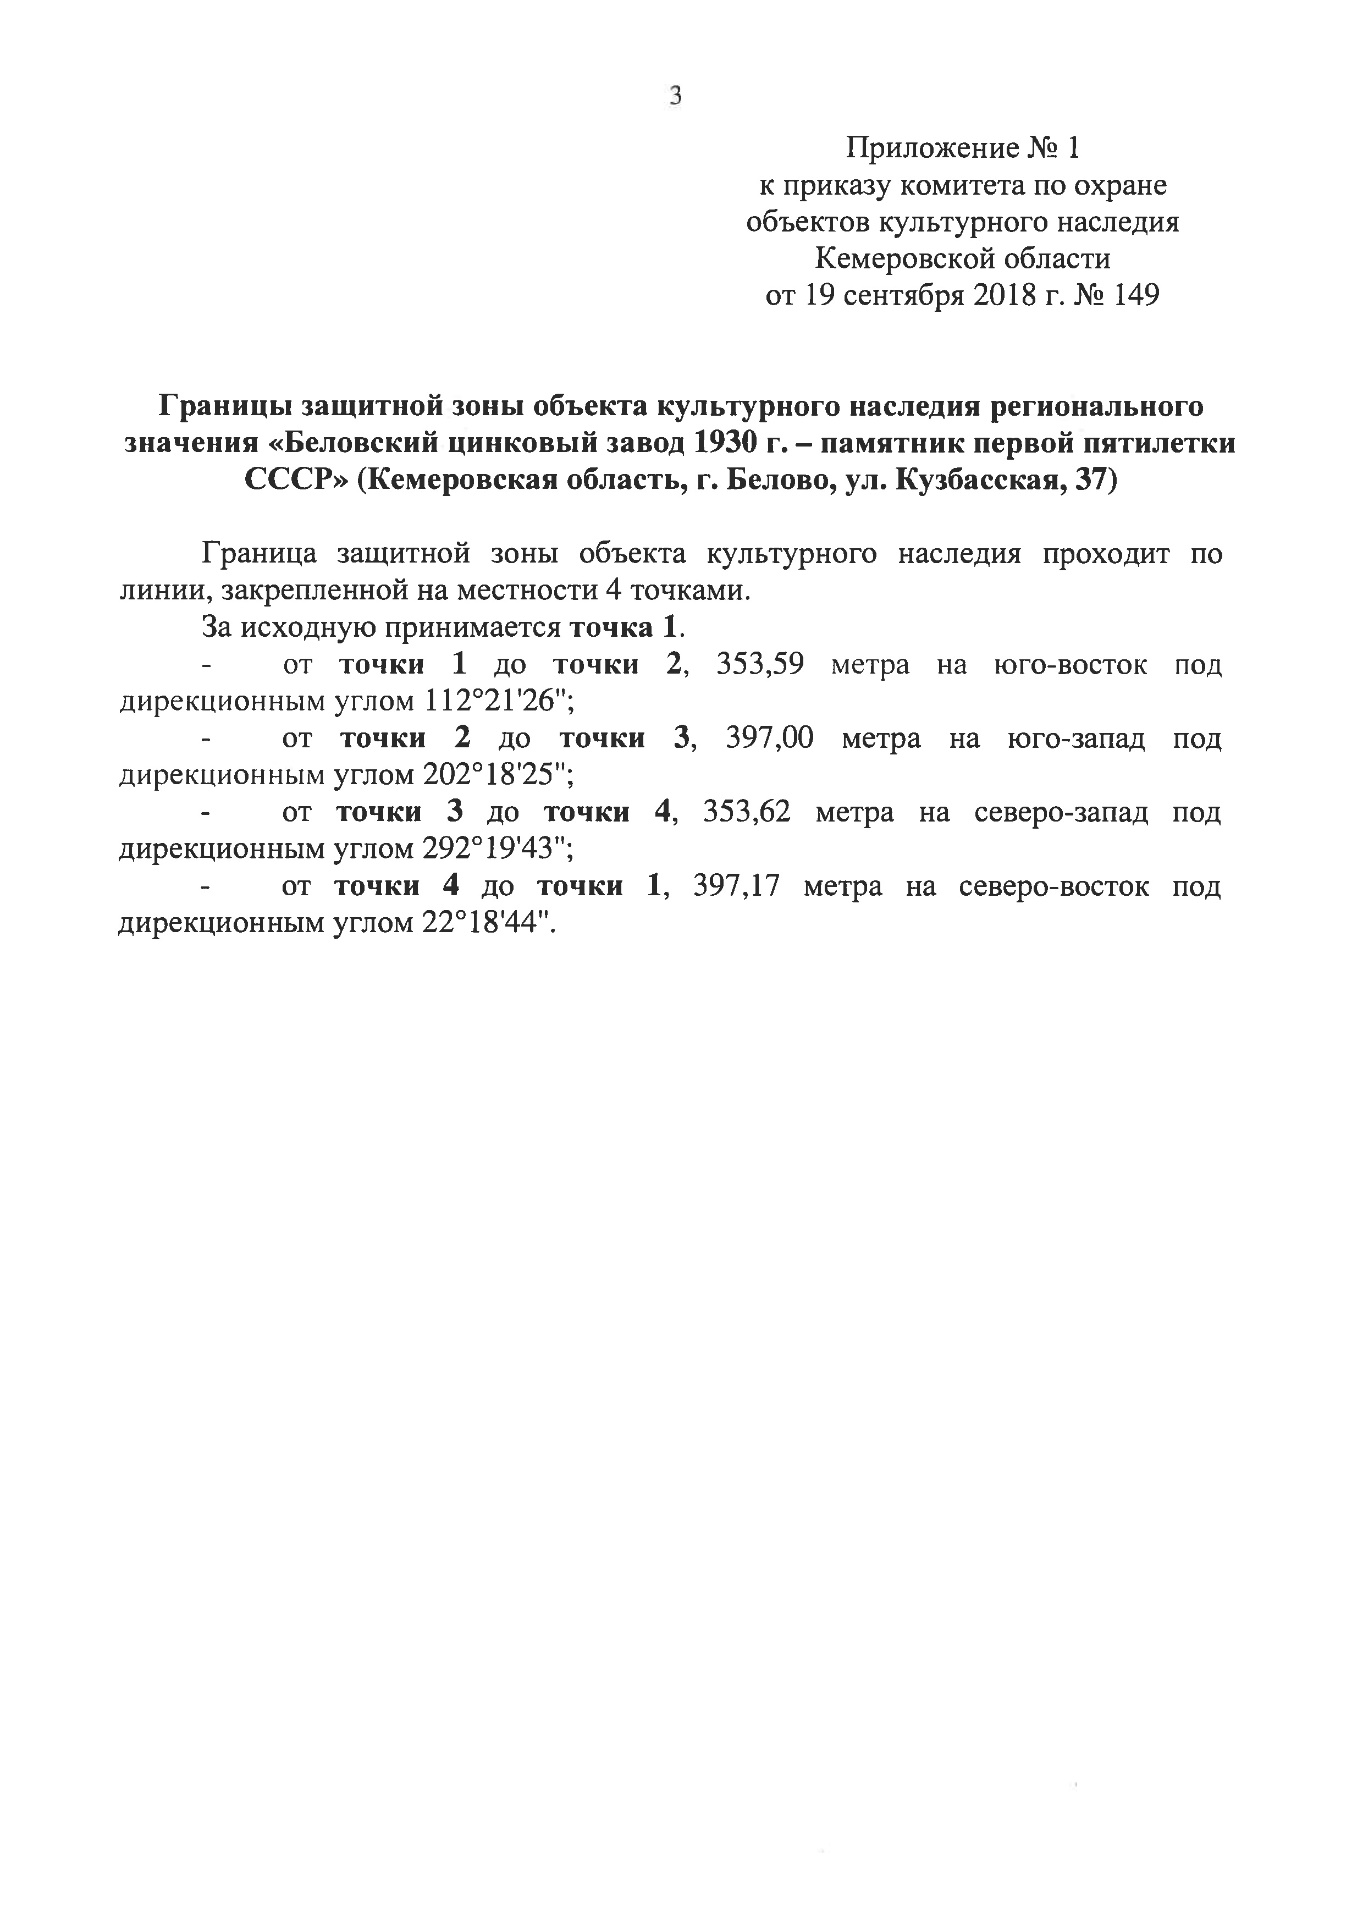 3
Приложение № 1
к приказу комитета по охране
объектов культурного наследия
Кемеровской области
от 19 сентября 2018 г. № 149
Границы защитной зоны объекта культурного наследия регионального
значения «Беловский цинковый завод 1930 г. – памятник первой пятилетки
СССР» (Кемеровская область, г. Белово, ул. Кузбасская, 37)
Граница защитной зоны объекта культурного наследия проходит по
линии, закрепленной на местности 4 точками.
За исходную принимается точка 1.
- от точки 1 до точки 2, 353,59 метра на юго-восток под
дирекционным углом 112°21'26";
- от точки 2 до точки 3, 397,00 метра на юго-запад под
дирекционным углом 202°18'25";
- от точки 3 до точки 4, 353,62 метра на северо-запад под
дирекционным углом 292°19'43";
- от точки 4 до точки 1, 397,17 метра на северо-восток под
дирекционным углом 22°18'44".